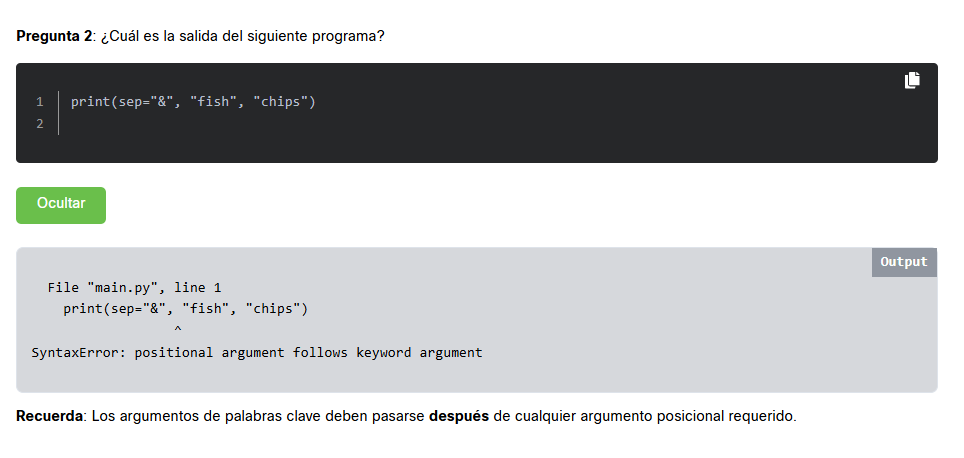 Pregunta 2: ¿Cuál es la salida del siguiente programa?
1 print(sep="&", "fish", "chips")
2
Ocultar
Output
File "main.py", line 1
print(sep="&", "fish", "chips")
^
SyntaxError: positional argument follows keyword argument
Recuerda: Los argumentos de palabras clave deben pasarse después de cualquier argumento posicional requerido.